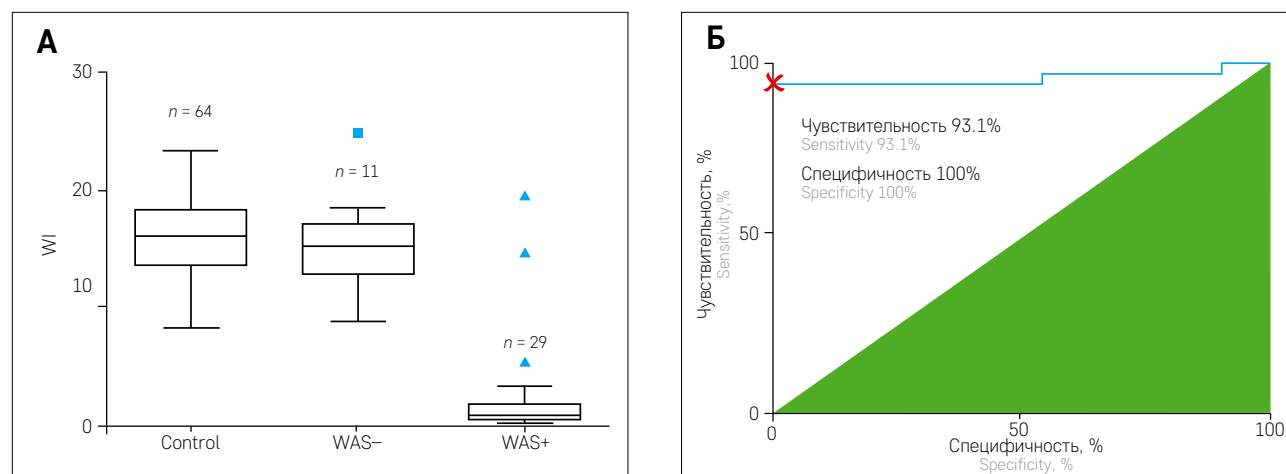 А
30
20
10
0
WI
n = 64
n = 11
n = 29
Control
WAS–
WAS+
Б
100
50
0
Чувствительность, %
Sensitivity,%
Чувствительность 93.1%
Sensitivity 93.1%
Специфичность 100%
Specificity 100%
0
50
100
Специфичность, %
Specificity, %